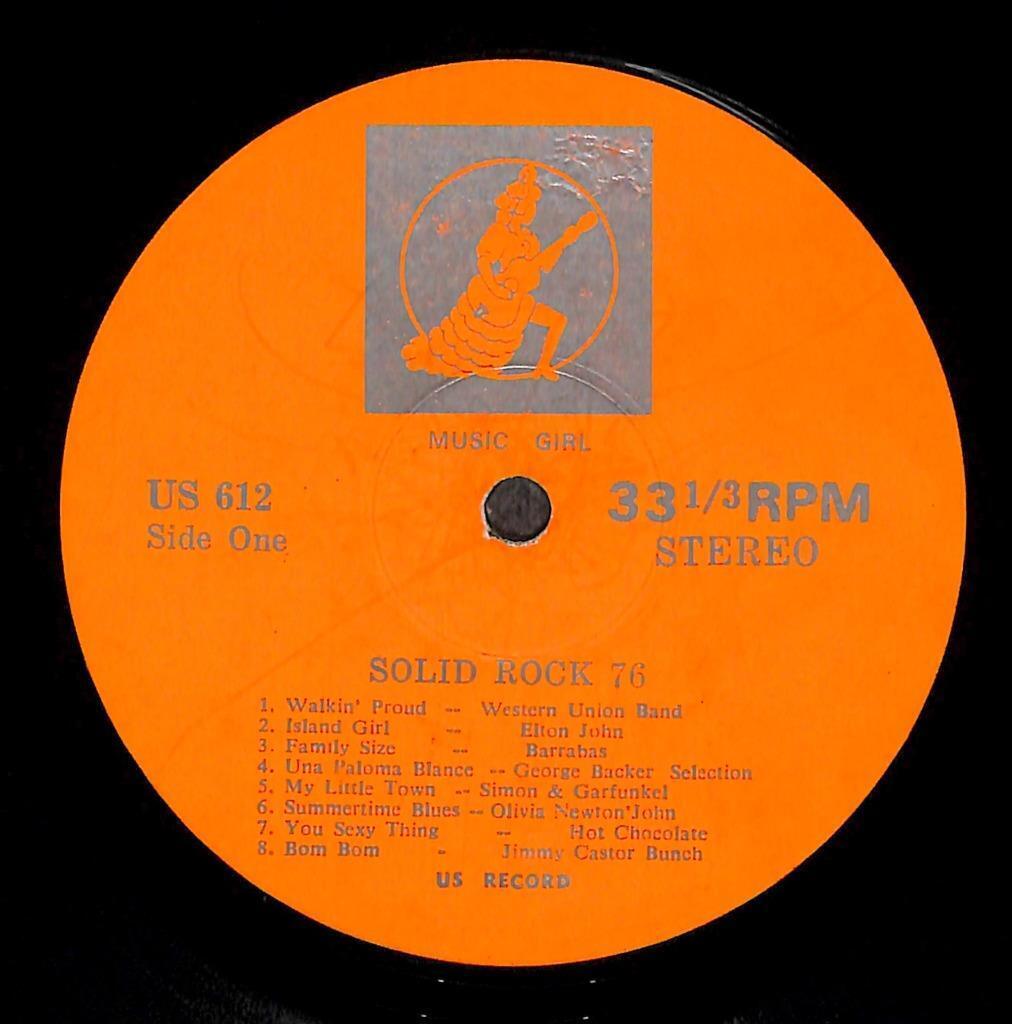 MUSIC GIRL
US 612
Side One
33 1/3 RPM
STEREO
SOLID ROCK 76
1. Walkin' Proud -- Western Union Band
2. Island Girl -- Elton John
3. Family Size -- Barrabas
4. Una Paloma Blance -- George Backer Selection
5. My Little Town -- Simon & Garfunkel
6. Summertime Blues -- Olivia Newton'John
7. You Sexy Thing -- Hot Chocolate
8. Bom Bom - Jimmy Castor Bunch
US RECORD